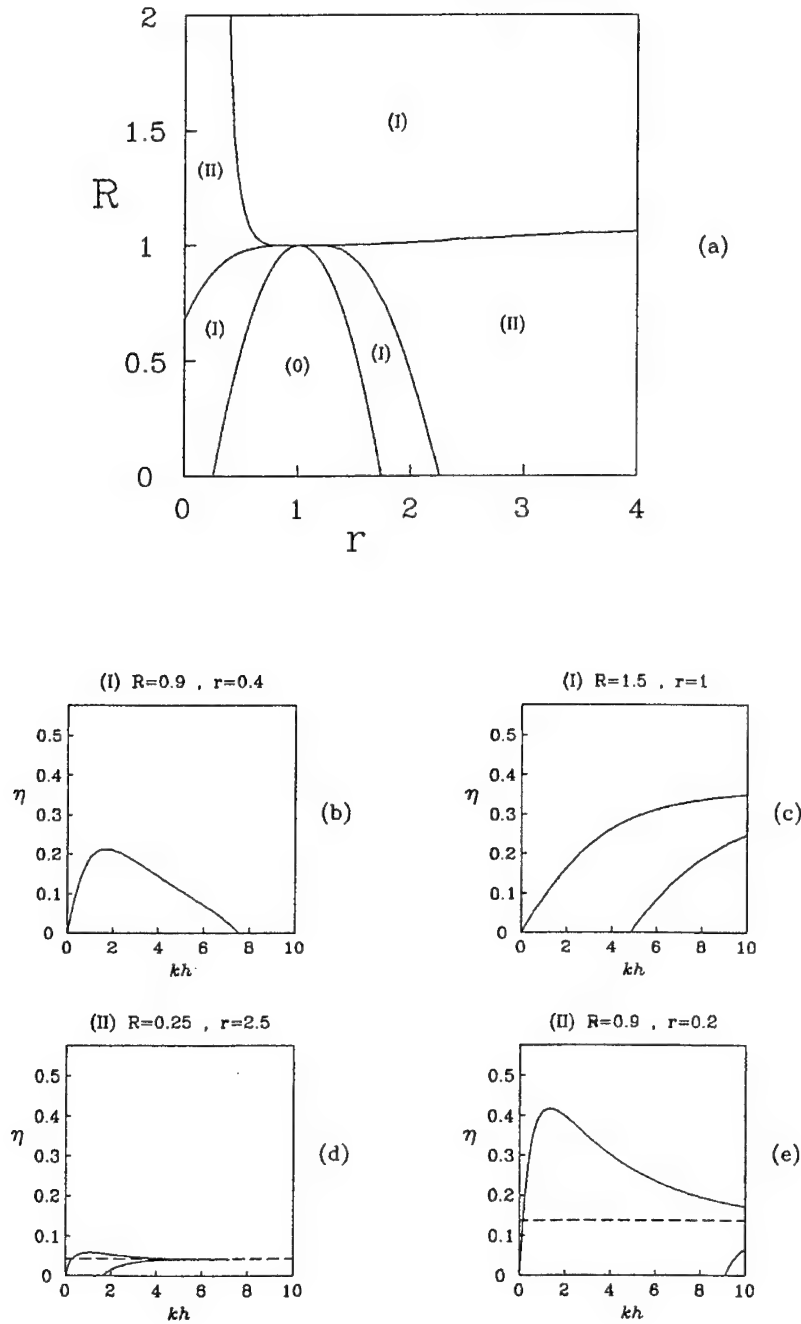 2
(I)
1.5
(II)
R
1
(a)
(I)
(II)
(I)
0.5
(0)
0
0 1 2 3 4
r
(I) R=0.9 , r=0.4
0.5
0.4
η
0.3
(b)
0.2
0.1
0
0 2 4 6 8 10
kh
(I) R=1.5 , r=1
0.5
0.4
η
0.3
(c)
0.2
0.1
0
0 2 4 6 8 10
kh
(II) R=0.25 , r=2.5
0.5
0.4
η
0.3
(d)
0.2
0.1
0
0 2 4 6 8 10
kh
(II) R=0.9 , r=0.2
0.5
0.4
η
0.3
(e)
0.2
0.1
0
0 2 4 6 8 10
kh